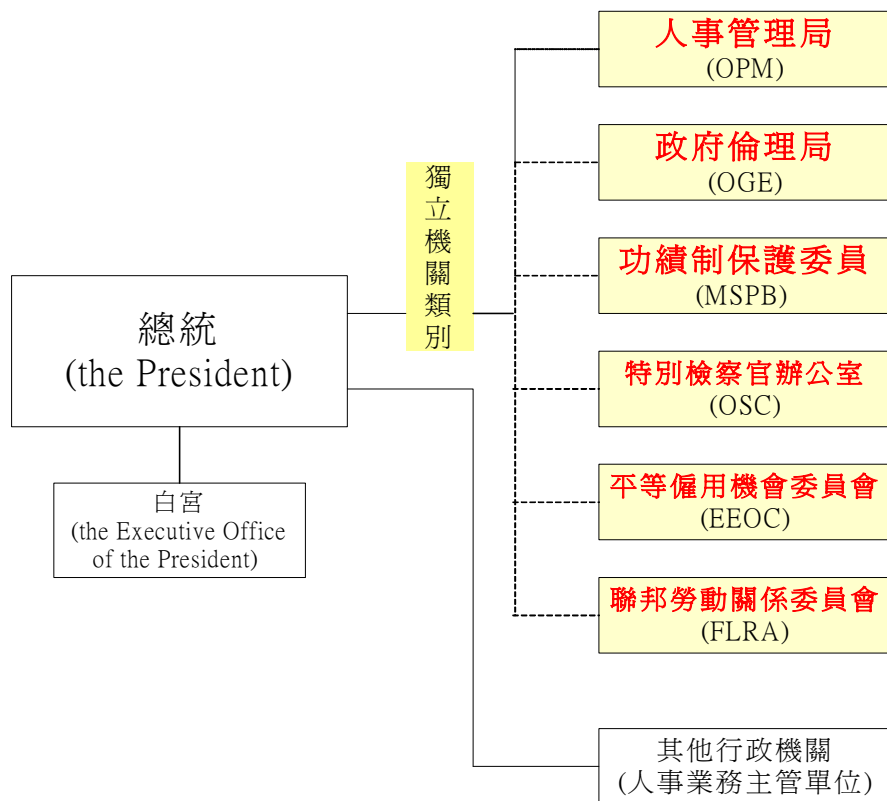 人事管理局
(OPM)
政府倫理局
(OGE)
獨立機關類別
功績制保護委員
(MSPB)
總統
(the President)
特別檢察官辦公室
(OSC)
白宮
(the Executive Office
of the President)
平等僱用機會委員會
(EEOC)
聯邦勞動關係委員會
(FLRA)
其他行政機關
(人事業務主管單位)